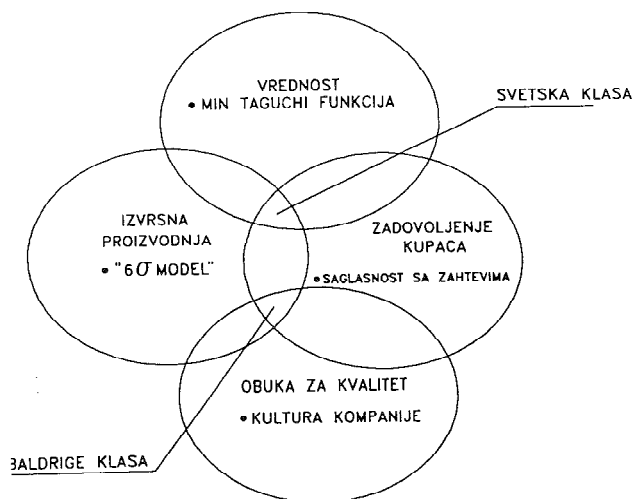 VREDNOST
• MIN TAGUCHI FUNKCIJA
SVETSKA KLASA
IZVRSNA
PROIZVODNJA
• "6σ MODEL"
ZADOVOLJENJE
KUPACA
• SAGLASNOST SA ZAHTEVIMA
OBUKA ZA KVALITET
• KULTURA KOMPANIJE
BALDRIGE KLASA